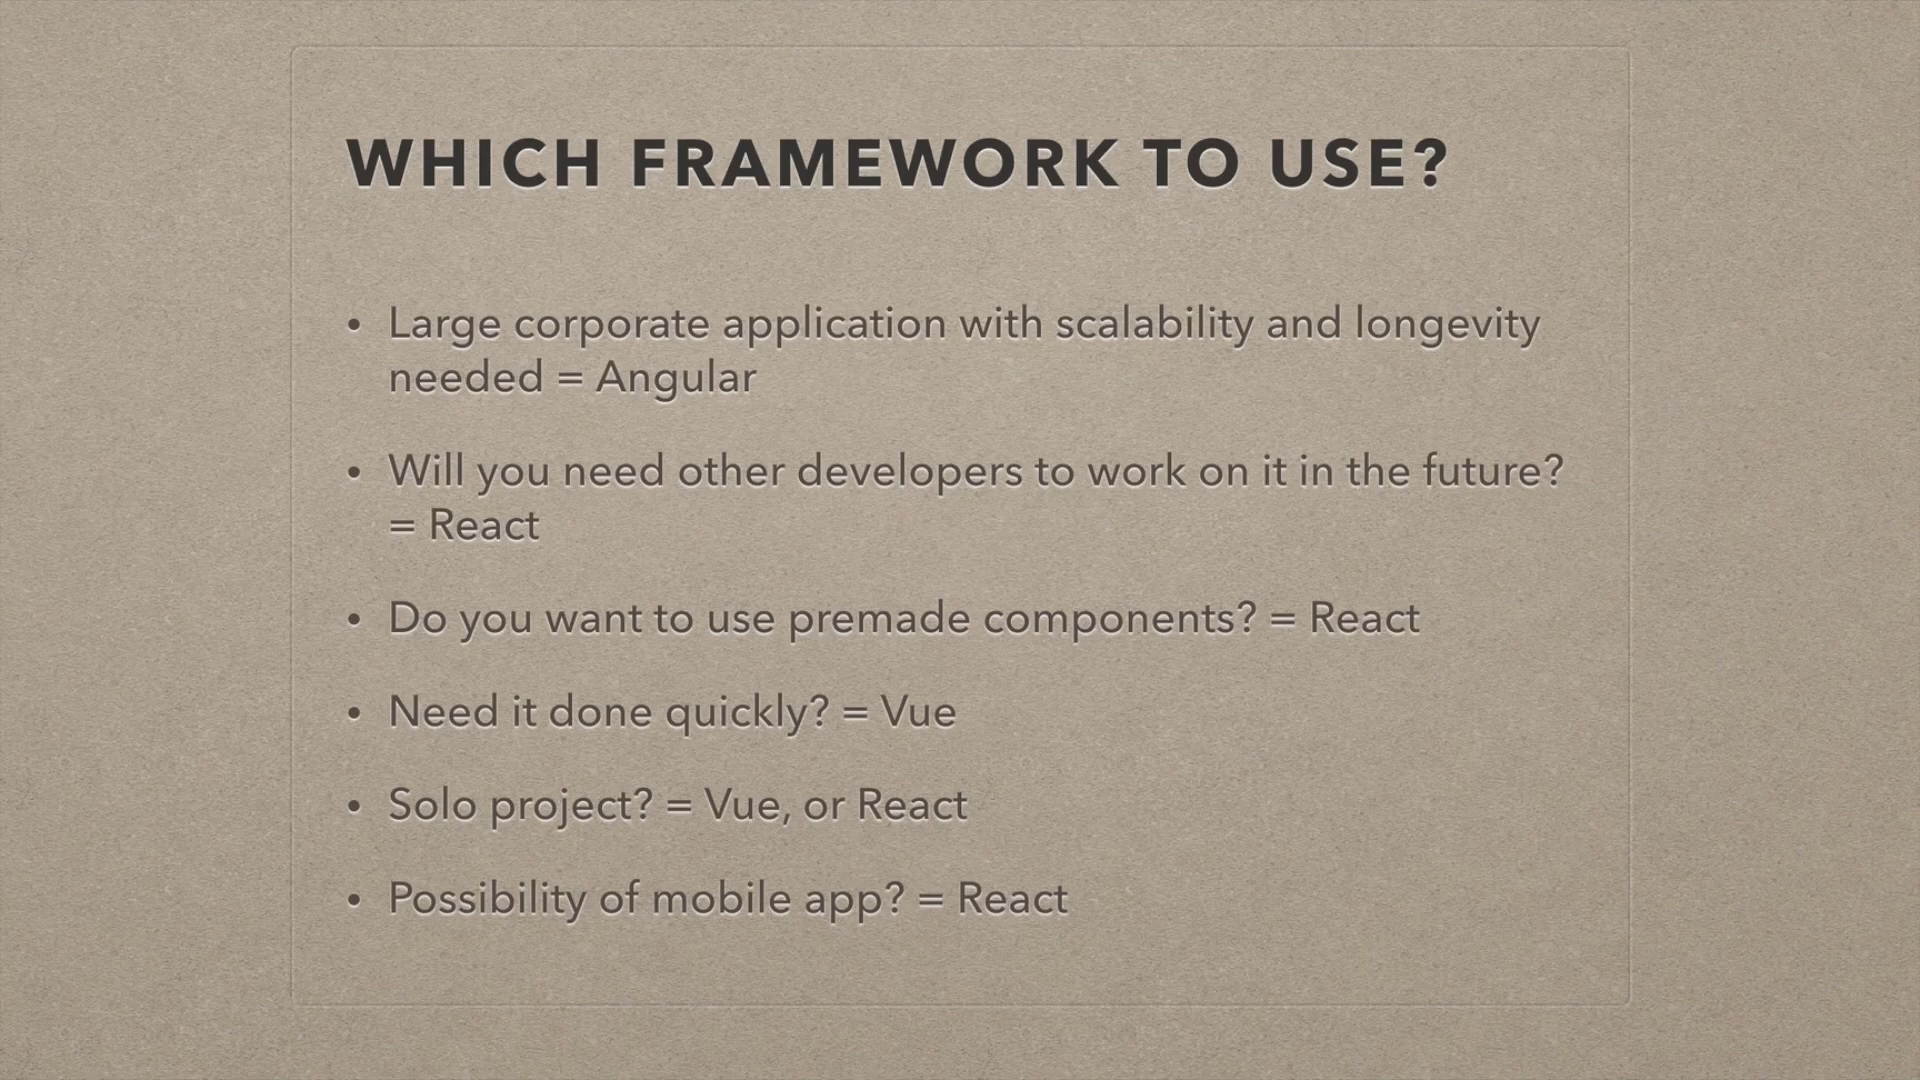 WHICH FRAMEWORK TO USE?
• Large corporate application with scalability and longevity
needed = Angular
• Will you need other developers to work on it in the future?
= React
• Do you want to use premade components? = React
• Need it done quickly? = Vue
• Solo project? = Vue, or React
• Possibility of mobile app? = React